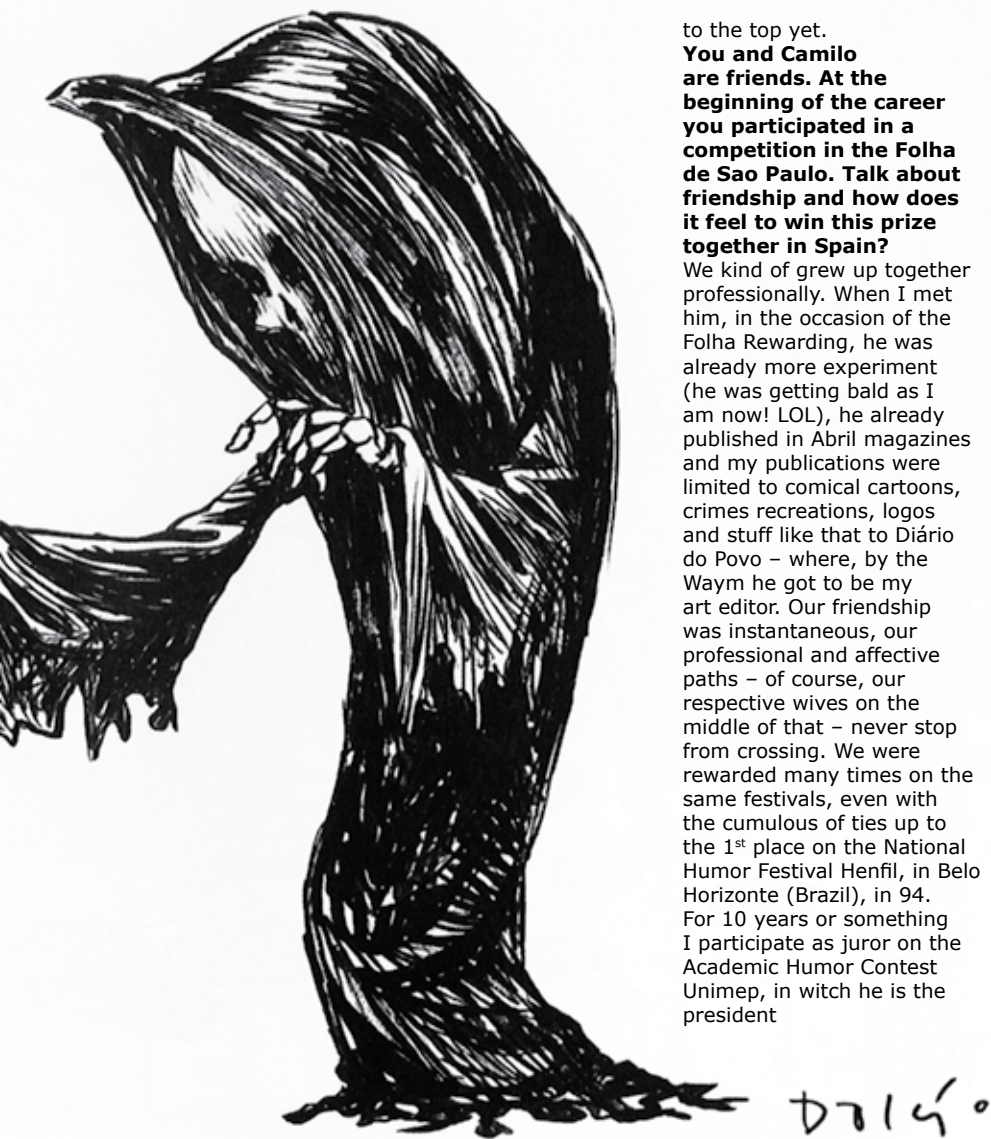 to the top yet.
You and Camilo
are friends. At the
beginning of the career
you participated in a
competition in the Folha
de Sao Paulo. Talk about
friendship and how does
it feel to win this prize
together in Spain?
We kind of grew up together
professionally. When I met
him, in the occasion of the
Folha Rewarding, he was
already more experiment
(he was getting bald as I
am now! LOL), he already
published in Abril magazines
and my publications were
limited to comical cartoons,
crimes recreations, logos
and stuff like that to Diário
do Povo – where, by the
Waym he got to be my
art editor. Our friendship
was instantaneous, our
professional and affective
paths – of course, our
respective wives on the
middle of that – never stop
from crossing. We were
rewarded many times on the
same festivals, even with
the cumulous of ties up to
the 1st place on the National
Humor Festival Henfil, in Belo
Horizonte (Brazil), in 94.
For 10 years or something
I participate as juror on the
Academic Humor Contest
Unimep, in witch he is the
president